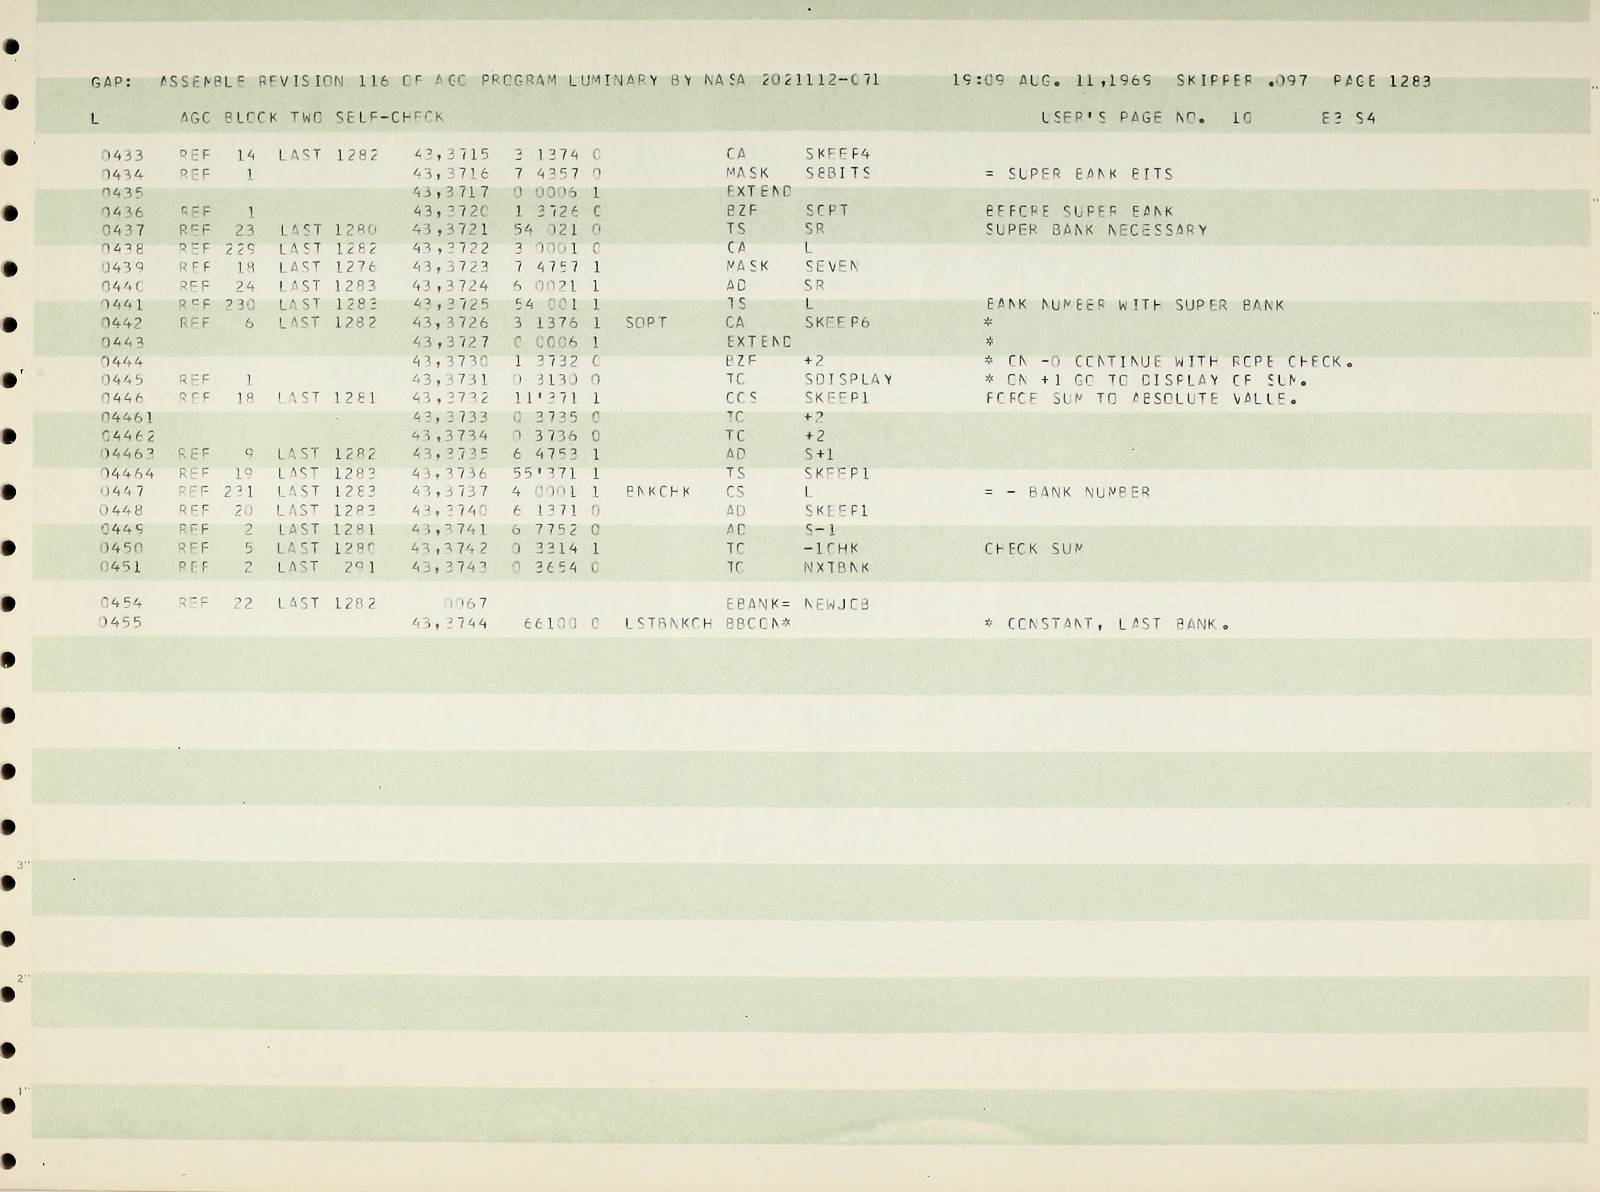 GAP: ASSEMBLE REVISION 116 OF AGC PROGRAM LUMINARY BY NASA 2021112-071 19:09 AUG. 11,1969 SKIPPER .097 PAGE 1283
L AGC BLOCK TWO SELF-CHECK USER'S PAGE NO. 10 E3 S4
0433 REF 14 LAST 1282 43,3715 3 1374 0 CA SKEEP4
0434 REF 1 43,3716 7 4357 0 MASK S8BITS = SUPER BANK BITS
0435 43,3717 0 0006 1 EXTEND
0436 REF 1 43,3720 1 3726 0 BZF SOPT BEFORE SUPER BANK
0437 REF 23 LAST 1280 43,3721 54 021 0 TS SR SUPER BANK NECESSARY
0438 REF 229 LAST 1282 43,3722 3 0001 0 CA L
0439 REF 18 LAST 1276 43,3723 7 4757 1 MASK SEVEN
0440 REF 24 LAST 1283 43,3724 6 0021 1 AD SR
0441 REF 230 LAST 1283 43,3725 54 001 1 TS L BANK NUMBER WITH SUPER BANK
0442 REF 6 LAST 1282 43,3726 3 1376 1 SOPT CA SKEEP6 *
0443 43,3727 0 0006 1 EXTEND *
0444 43,3730 1 3732 0 BZF +2 * ON -0 CONTINUE WITH ROPE CHECK.
0445 REF 1 43,3731 0 3130 0 TC SDISPLAY * ON +1 GO TO DISPLAY OF SUM.
0446 REF 18 LAST 1281 43,3732 11'371 1 CCS SKEEP1 FORCE SUM TO ABSOLUTE VALUE.
04461 43,3733 0 3735 0 TC +2
04462 43,3734 0 3736 0 TC +2
04463 REF 9 LAST 1282 43,3735 6 4753 1 AD S+1
04464 REF 19 LAST 1283 43,3736 55'371 1 TS SKEEP1
0447 REF 231 LAST 1283 43,3737 4 0001 1 BNKCHK CS L = - BANK NUMBER
0448 REF 20 LAST 1283 43,3740 6 1371 0 AD SKEEP1
0449 REF 2 LAST 1281 43,3741 6 7752 0 AD S-1
0450 REF 5 LAST 1280 43,3742 0 3314 1 TC -1CHK CHECK SUM
0451 REF 2 LAST 291 43,3743 0 3654 0 TC NXTBNK
0454 REF 22 LAST 1282 0067 EBANK= NEWJOB
0455 43,3744 66100 0 LSTBNKCH BBCON* * CONSTANT, LAST BANK.
3"
2"
1"